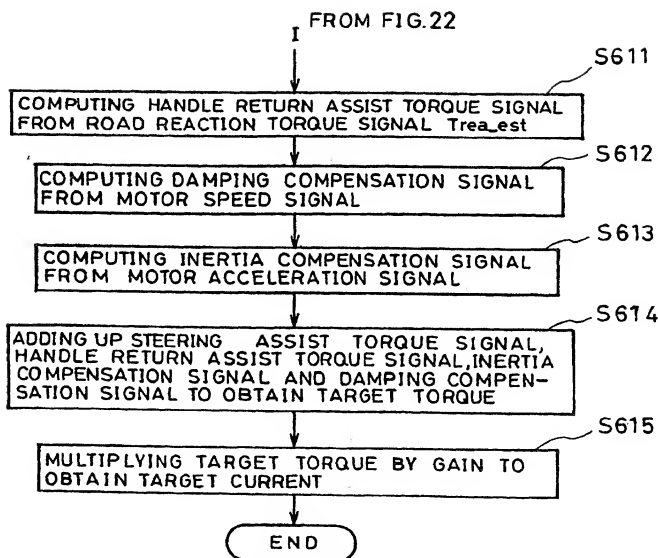 I FROM FIG.22
S611
COMPUTING HANDLE RETURN ASSIST TORQUE SIGNAL
FROM ROAD REACTION TORQUE SIGNAL Trea_est
S612
COMPUTING DAMPING COMPENSATION SIGNAL
FROM MOTOR SPEED SIGNAL
S613
COMPUTING INERTIA COMPENSATION SIGNAL
FROM MOTOR ACCELERATION SIGNAL
S614
ADDING UP STEERING ASSIST TORQUE SIGNAL,
HANDLE RETURN ASSIST TORQUE SIGNAL,INERTIA
COMPENSATION SIGNAL AND DAMPING COMPEN-
SATION SIGNAL TO OBTAIN TARGET TORQUE
S615
MULTIPLYING TARGET TORQUE BY GAIN TO
OBTAIN TARGET CURRENT
END